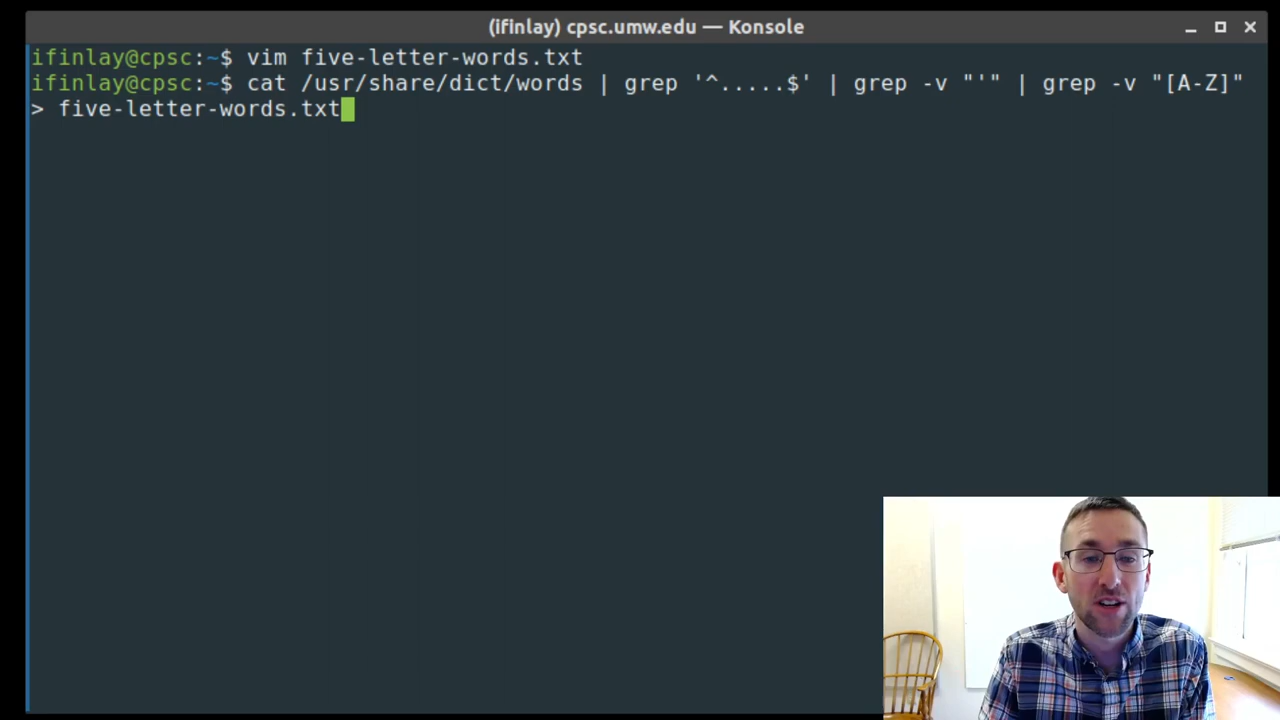 (ifinlay) cpsc.umw.edu — Konsole
ifinlay@cpsc:~$ vim five-letter-words.txt
ifinlay@cpsc:~$ cat /usr/share/dict/words | grep '^.....$' | grep -v "'" | grep -v "[A-Z]"
> five-letter-words.txt